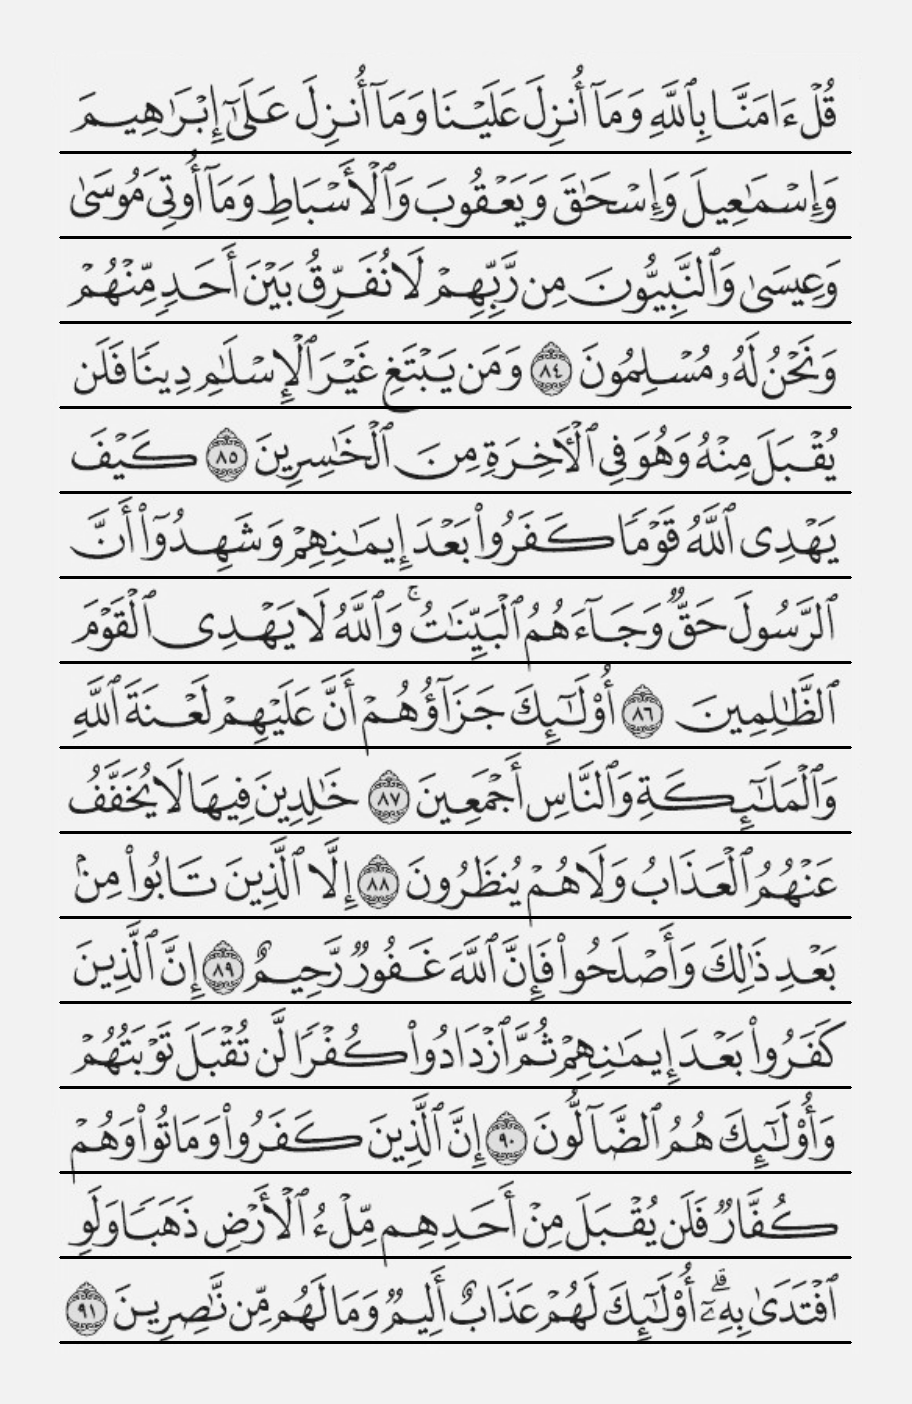 قُلْ ءَامَنَّا بِٱللَّهِ وَمَآ أُنزِلَ عَلَيْنَا وَمَآ أُنزِلَ عَلَىٰٓ إِبْرَٰهِيمَ
وَإِسْمَٰعِيلَ وَإِسْحَٰقَ وَيَعْقُوبَ وَٱلْأَسْبَاطِ وَمَآ أُوتِىَ مُوسَىٰ
وَعِيسَىٰ وَٱلنَّبِيُّونَ مِن رَّبِّهِمْ لَا نُفَرِّقُ بَيْنَ أَحَدٍ مِّنْهُمْ
وَنَحْنُ لَهُۥ مُسْلِمُونَ ٨٤ وَمَن يَبْتَغِ غَيْرَ ٱلْإِسْلَٰمِ دِينًا فَلَن
يُقْبَلَ مِنْهُ وَهُوَ فِى ٱلْءَاخِرَةِ مِنَ ٱلْخَٰسِرِينَ ٨٥ كَيْفَ
يَهْدِى ٱللَّهُ قَوْمًا كَفَرُوا۟ بَعْدَ إِيمَٰنِهِمْ وَشَهِدُوٓا۟ أَنَّ
ٱلرَّسُولَ حَقٌّ وَجَآءَهُمُ ٱلْبَيِّنَٰتُ ۚ وَٱللَّهُ لَا يَهْدِى ٱلْقَوْمَ
ٱلظَّٰلِمِينَ ٨٦ أُو۟لَٰٓئِكَ جَزَآؤُهُمْ أَنَّ عَلَيْهِمْ لَعْنَةَ ٱللَّهِ
وَٱلْمَلَٰٓئِكَةِ وَٱلنَّاسِ أَجْمَعِينَ ٨٧ خَٰلِدِينَ فِيهَا لَا يُخَفَّفُ
عَنْهُمُ ٱلْعَذَابُ وَلَا هُمْ يُنظَرُونَ ٨٨ إِلَّا ٱلَّذِينَ تَابُوا۟ مِنۢ
بَعْدِ ذَٰلِكَ وَأَصْلَحُوا۟ فَإِنَّ ٱللَّهَ غَفُورٌ رَّحِيمٌ ٨٩ إِنَّ ٱلَّذِينَ
كَفَرُوا۟ بَعْدَ إِيمَٰنِهِمْ ثُمَّ ٱزْدَادُوا۟ كُفْرًا لَّن تُقْبَلَ تَوْبَتُهُمْ
وَأُو۟لَٰٓئِكَ هُمُ ٱلضَّآلُّونَ ٩٠ إِنَّ ٱلَّذِينَ كَفَرُوا۟ وَمَاتُوا۟ وَهُمْ
كُفَّارٌ فَلَن يُقْبَلَ مِنْ أَحَدِهِم مِّلْءُ ٱلْأَرْضِ ذَهَبًا وَلَوِ
ٱفْتَدَىٰ بِهِۦٓ ۗ أُو۟لَٰٓئِكَ لَهُمْ عَذَابٌ أَلِيمٌ وَمَا لَهُم مِّن نَّٰصِرِينَ ٩١